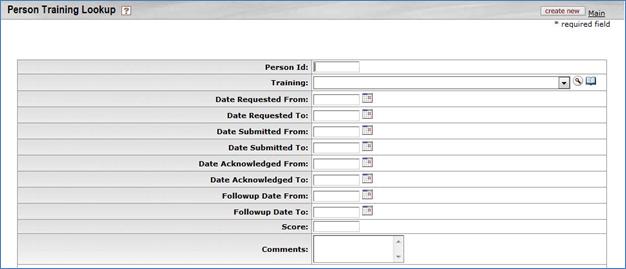 Person Training Lookup ?
create new Main
* required field
Person Id:
Training:
Date Requested From:
Date Requested To:
Date Submitted From:
Date Submitted To:
Date Acknowledged From:
Date Acknowledged To:
Followup Date From:
Followup Date To:
Score:
Comments: